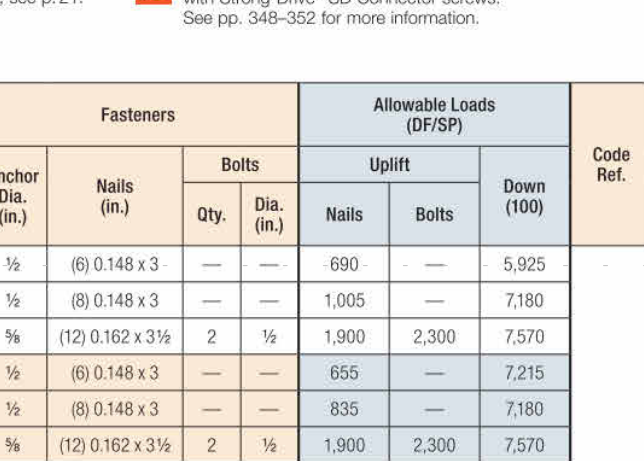 See pp. 348–352 for more information.
Fasteners
Allowable Loads
(DF/SP)
Code
Ref.
Dia.
(in.)
Nails
(in.)
Bolts
Uplift
Down
(100)
Qty.
Dia.
(in.)
Nails
Bolts
½ (6) 0.148 x 3 — — 690 — 5,925
½ (8) 0.148 x 3 — — 1,005 — 7,180
⅝ (12) 0.162 x 3½ 2 ½ 1,900 2,300 7,570
½ (6) 0.148 x 3 — — 655 — 7,215
½ (8) 0.148 x 3 — — 835 — 7,180
⅝ (12) 0.162 x 3½ 2 ½ 1,900 2,300 7,570